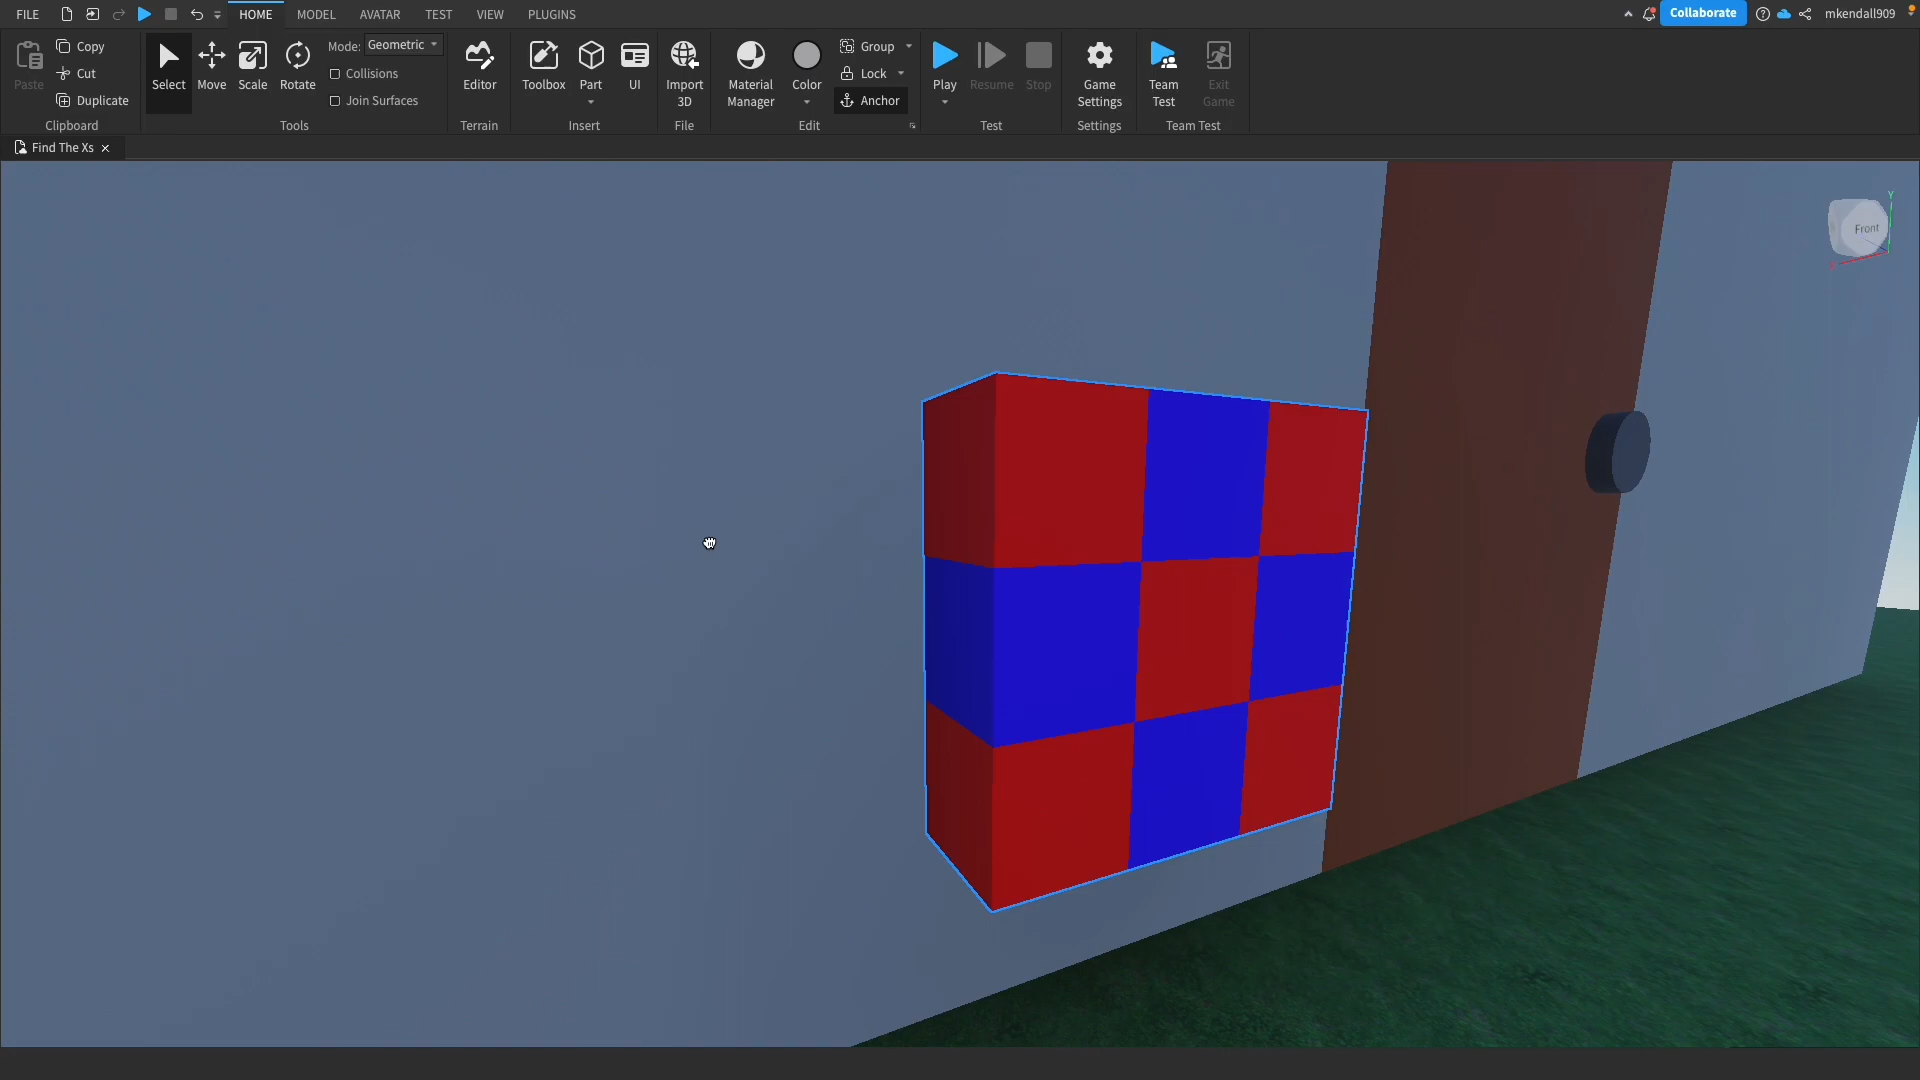 FILE HOME MODEL AVATAR TEST VIEW PLUGINS Collaborate mkendall909
Paste Copy Cut Duplicate Clipboard
Select Move Scale Rotate Mode: Geometric Collisions Join Surfaces Tools
Editor Terrain
Toolbox Part UI Insert
Import 3D File
Material Manager Color Group Lock Anchor Edit
Play Resume Stop Test
Game Settings Settings
Team Test Exit Game Team Test
Find The Xs
Y
Front